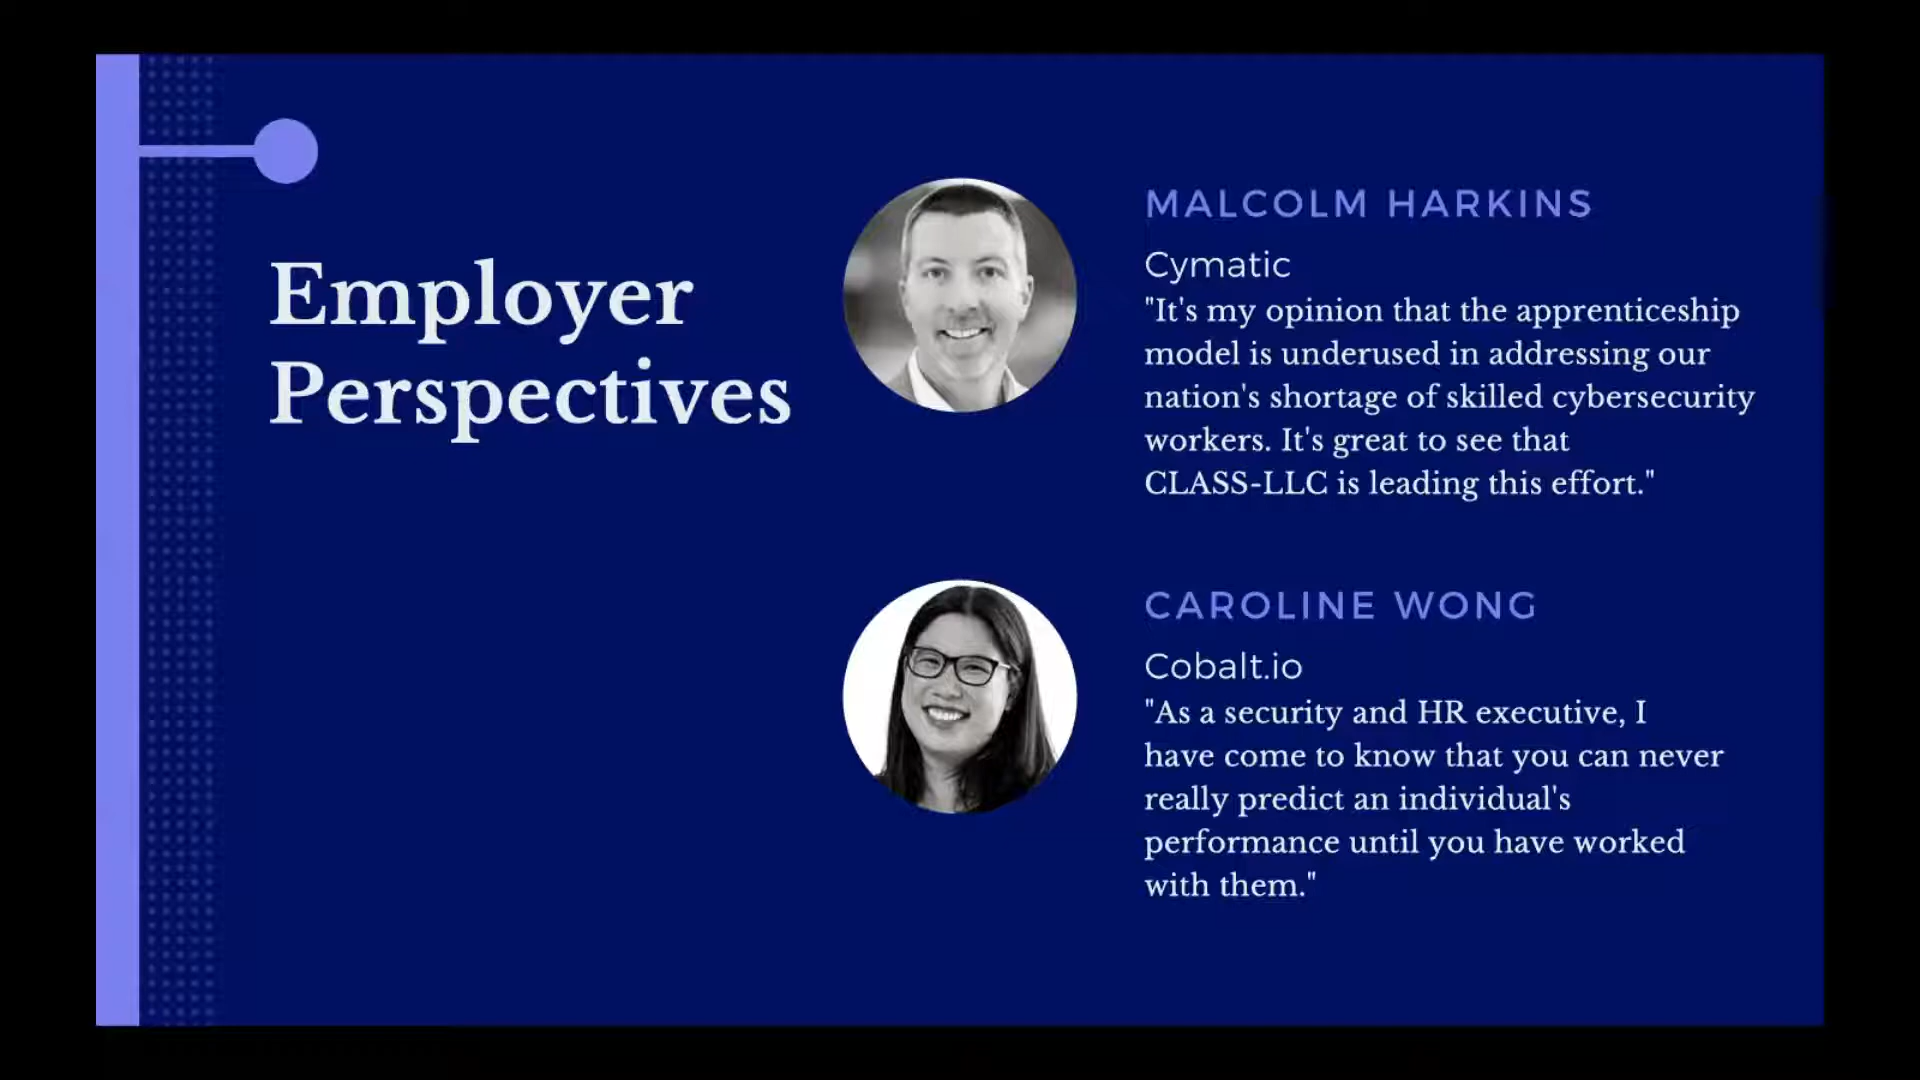 Employer
Perspectives
MALCOLM HARKINS
Cymatic
"It's my opinion that the apprenticeship
model is underused in addressing our
nation's shortage of skilled cybersecurity
workers. It's great to see that
CLASS-LLC is leading this effort."
CAROLINE WONG
Cobalt.io
"As a security and HR executive, I
have come to know that you can never
really predict an individual's
performance until you have worked
with them."